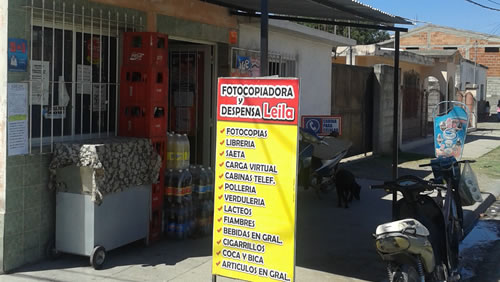 FOTOCOPIADORA
y
DESPENSA Leila
✓ FOTOCOPIAS
✓ LIBRERIA
✓ SAETA
✓ CARGA VIRTUAL
✓ CABINAS TELEF.
✓ POLLERIA
✓ VERDULERIA
✓ LACTEOS
✓ FIAMBRES
✓ BEBIDAS EN GRAL.
✓ CIGARRILLOS
✓ COCA Y BICA
✓ ARTICULOS EN GRAL.